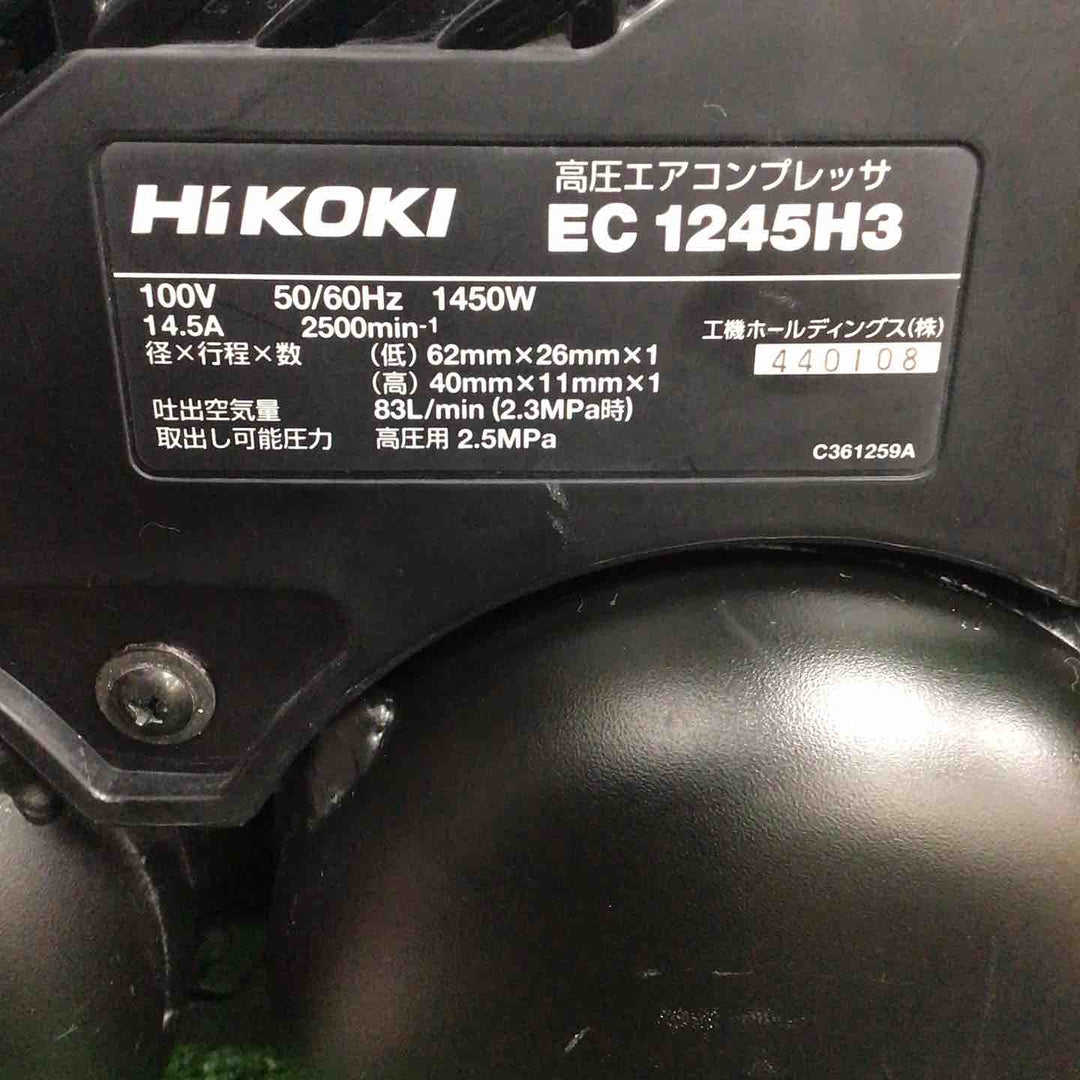 HiKOKI
高圧エアコンプレッサ
EC 1245H3
100V 50/60Hz 1450W
14.5A 2500min-1
径×行程×数 (低) 62mm×26mm×1
(高) 40mm×11mm×1
吐出空気量 83L/min (2.3MPa時)
取出し可能圧力 高圧用 2.5MPa
工機ホールディングス(株)
440108
C361259A